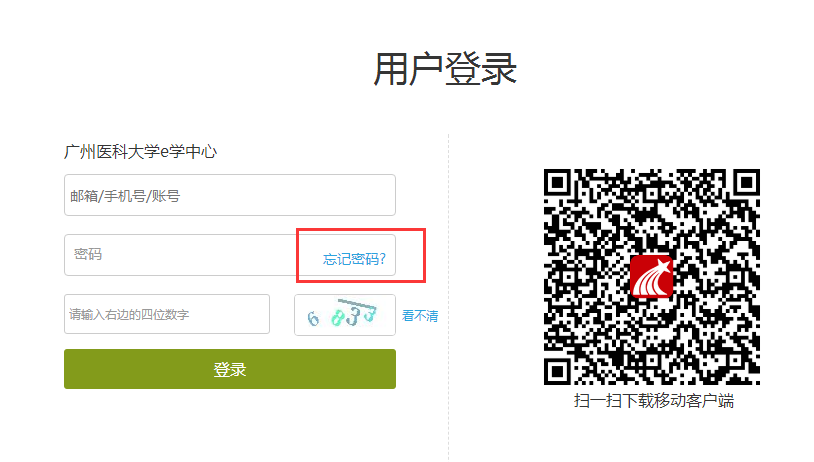 用户登录
广州医科大学e学中心
邮箱/手机号/账号
密码
忘记密码?
请输入右边的四位数字
6833
看不清
登录
扫一扫下载移动客户端